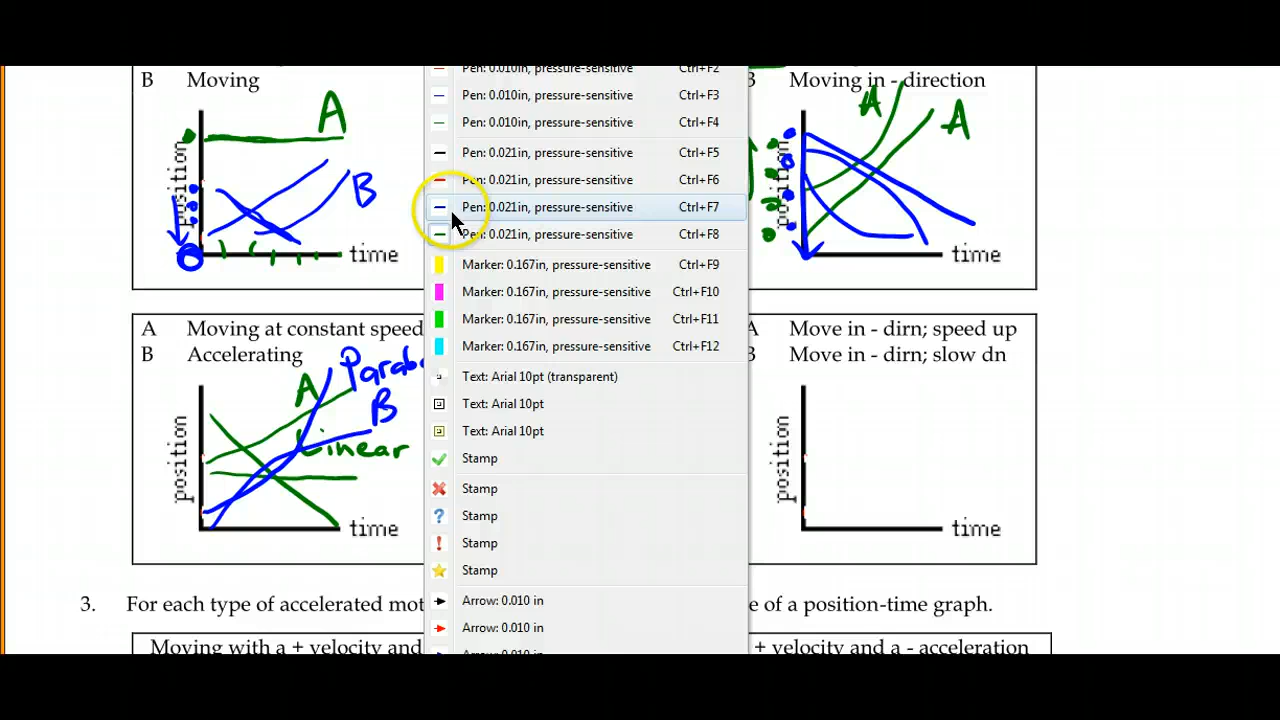 B Moving
A
B
position
time
Pen: 0.010in, pressure-sensitive Ctrl+F2
Pen: 0.010in, pressure-sensitive Ctrl+F3
Pen: 0.010in, pressure-sensitive Ctrl+F4
Pen: 0.021in, pressure-sensitive Ctrl+F5
Pen: 0.021in, pressure-sensitive Ctrl+F6
Pen: 0.021in, pressure-sensitive Ctrl+F7
Pen: 0.021in, pressure-sensitive Ctrl+F8
Marker: 0.167in, pressure-sensitive Ctrl+F9
Marker: 0.167in, pressure-sensitive Ctrl+F10
Marker: 0.167in, pressure-sensitive Ctrl+F11
Marker: 0.167in, pressure-sensitive Ctrl+F12
Text: Arial 10pt (transparent)
Text: Arial 10pt
Text: Arial 10pt
Stamp
Stamp
Stamp
Stamp
Stamp
Arrow: 0.010 in
Arrow: 0.010 in
Moving in - direction
A
A
position
time
A Moving at constant speed
B Accelerating
A
B
Linear
position
time
A Move in - dirn; speed up
Move in - dirn; slow dn
position
time
3. For each type of accelerated
of a position-time graph.
Moving with a + velocity and
+ velocity and a - acceleration